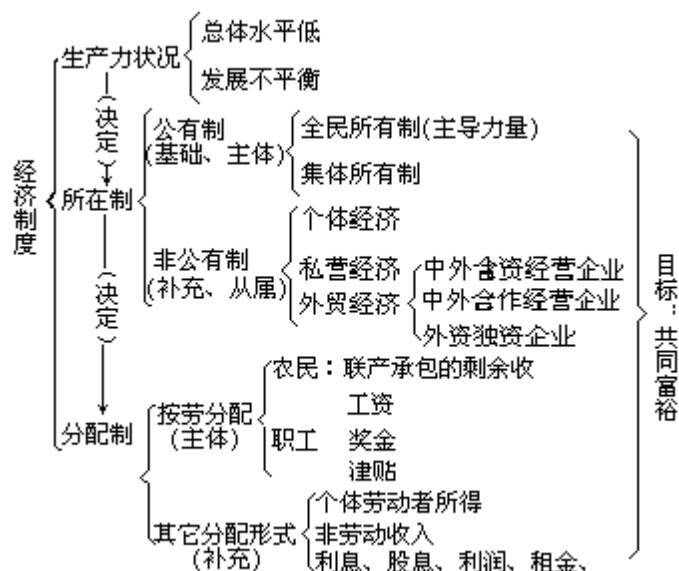 经济制度
生产力状况
总体水平低
发展不平衡
(决定)
所在制
公有制
(基础、主体)
全民所有制(主导力量)
集体所有制
非公有制
(补充、从属)
个体经济
私营经济
外贸经济
中外含资经营企业
中外合作经营企业
外资独资企业
(决定)
分配制
按劳分配
(主体)
农民：联产承包的剩余收
职工
工资
奖金
津贴
其它分配形式
(补充)
个体劳动者所得
非劳动收入
利息、股息、利润、租金、
目标：共同富裕